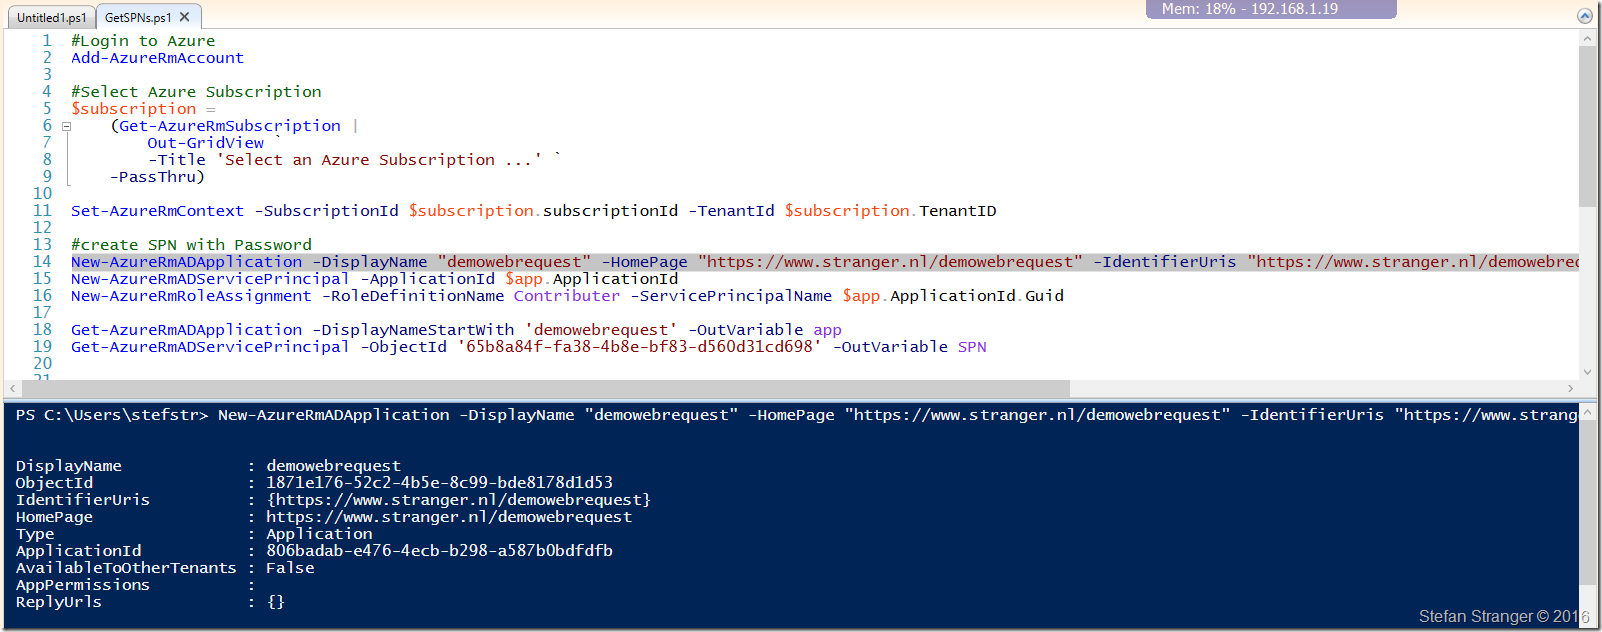 Mem: 18% - 192.168.1.19
Untitled1.ps1 GetSPNs.ps1 X
1 #Login to Azure
2 Add-AzureRmAccount
3
4 #Select Azure Subscription
5 $subscription =
6 (Get-AzureRmSubscription |
7 Out-GridView `
8 -Title 'Select an Azure Subscription ...' `
9 -PassThru)
10
11 Set-AzureRmContext -SubscriptionId $subscription.subscriptionId -TenantId $subscription.TenantID
12
13 #create SPN with Password
14 New-AzureRmADApplication -DisplayName "demowebrequest" -HomePage "https://www.stranger.nl/demowebrequest" -IdentifierUris "https://www.stranger.nl/demowebreq
15 New-AzureRmADServicePrincipal -ApplicationId $app.ApplicationId
16 New-AzureRmRoleAssignment -RoleDefinitionName Contributer -ServicePrincipalName $app.ApplicationId.Guid
17
18 Get-AzureRmADApplication -DisplayNameStartWith 'demowebrequest' -OutVariable app
19 Get-AzureRmADServicePrincipal -ObjectId '65b8a84f-fa38-4b8e-bf83-d560d31cd698' -OutVariable SPN
20
21
PS C:\Users\stefstr> New-AzureRmADApplication -DisplayName "demowebrequest" -HomePage "https://www.stranger.nl/demowebrequest" -IdentifierUris "https://www.strang
DisplayName : demowebrequest
ObjectId : 1871e176-52c2-4b5e-8c99-bde8178d1d53
IdentifierUris : {https://www.stranger.nl/demowebrequest}
HomePage : https://www.stranger.nl/demowebrequest
Type : Application
ApplicationId : 806badab-e476-4ecb-b298-a587b0bdfdfb
AvailableToOtherTenants : False
AppPermissions :
ReplyUrls : {}
Stefan Stranger © 2016